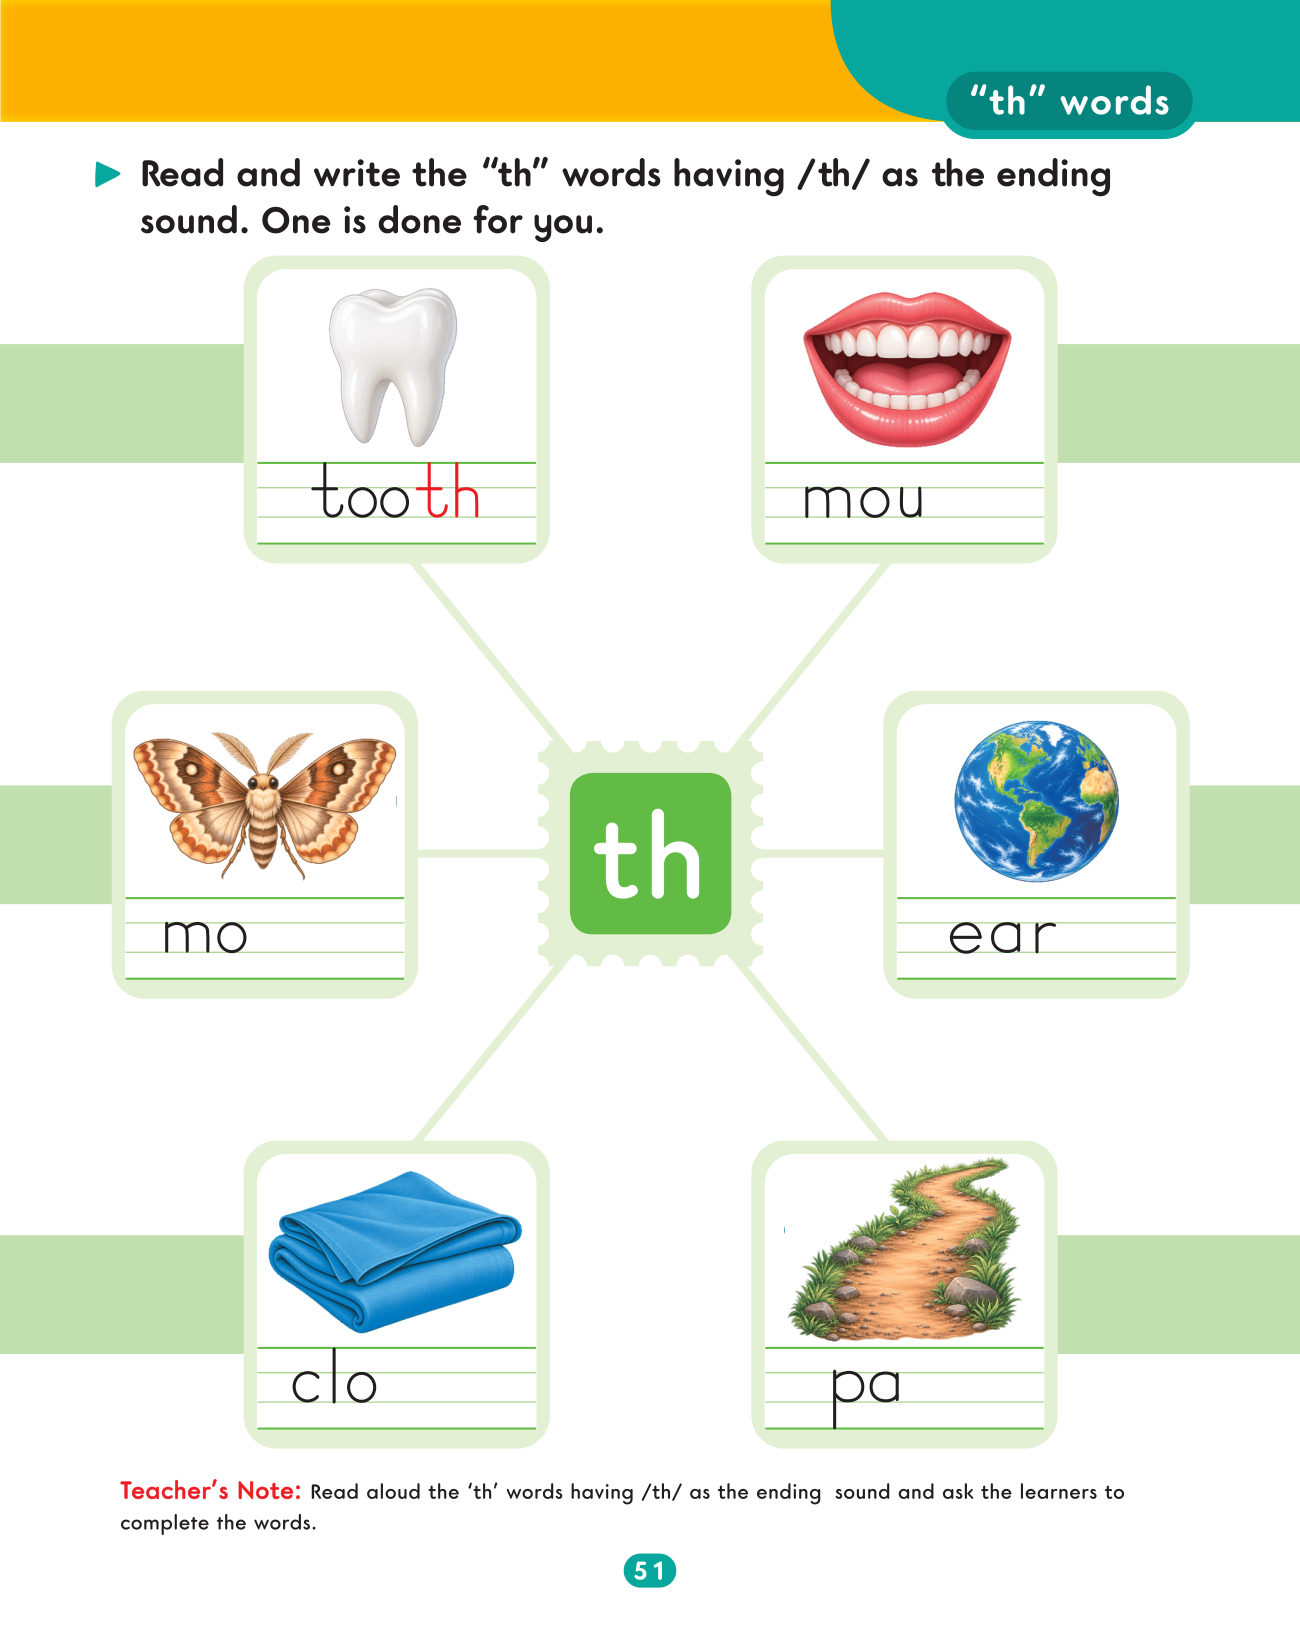 “th” words
Read and write the “th” words having /th/ as the ending
sound. One is done for you.
tooth
mou
mo
th
ear
clo
pa
Teacher’s Note: Read aloud the ‘th’ words having /th/ as the ending sound and ask the learners to
complete the words.
51